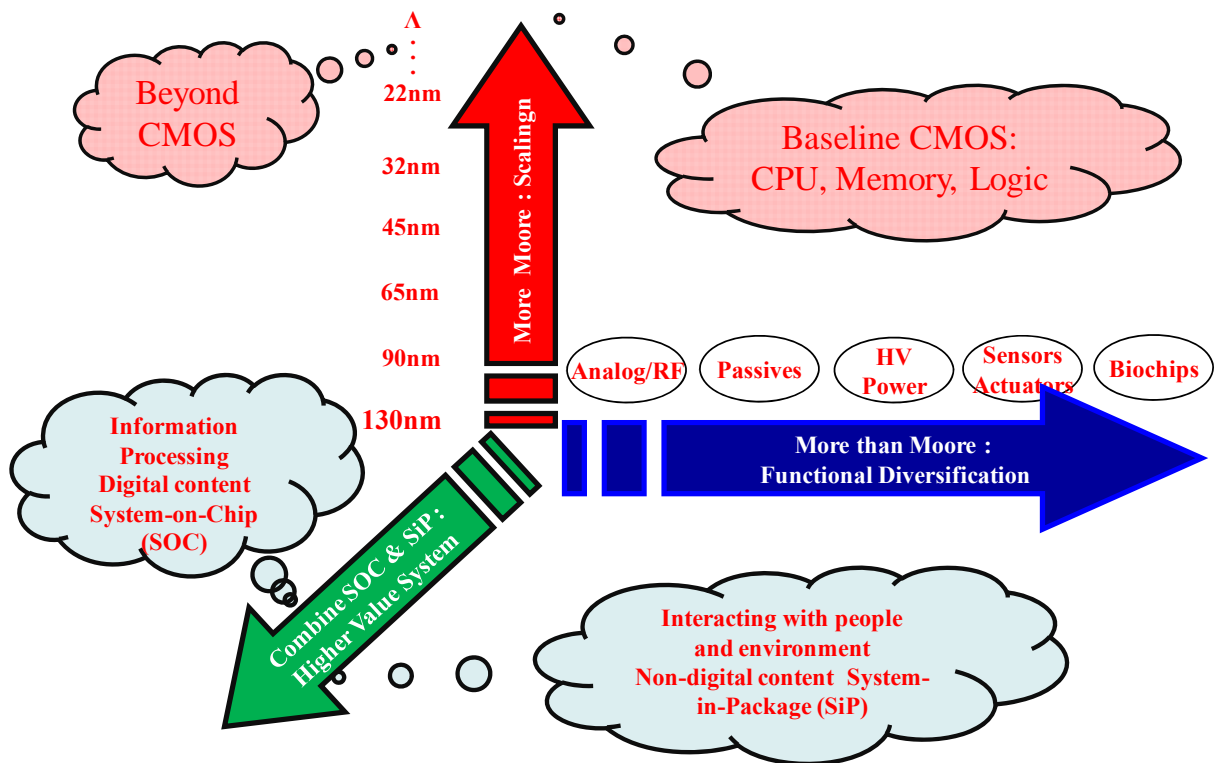 Λ
.
.
.
22nm
32nm
45nm
65nm
90nm
130nm
Beyond
CMOS
More Moore : Scalingn
Baseline CMOS:
CPU, Memory, Logic
Analog/RF
Passives
HV
Power
Sensors
Actuators
Biochips
More than Moore :
Functional Diversification
Information
Processing
Digital content
System-on-Chip
(SOC)
Combine SOC & SiP :
Higher Value System
Interacting with people
and environment
Non-digital content System-
in-Package (SiP)